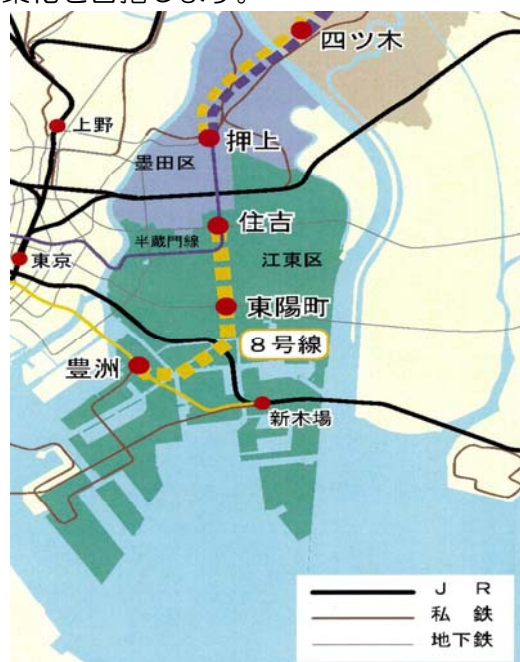 業化を目指します。
四ツ木
上野
押上
墨田区
住吉
半蔵門線
東京
江東区
東陽町
8号線
豊洲
新木場
JR
私鉄
地下鉄